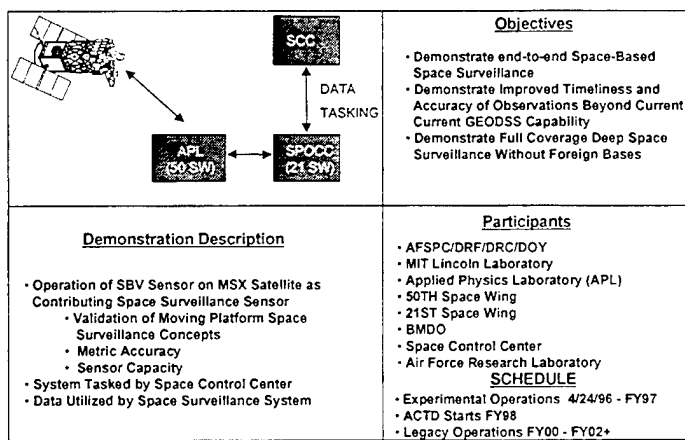 SCC
DATA
TASKING
APL
(50 SW)
SPOCC
(21 SW)
Objectives
• Demonstrate end-to-end Space-Based
Space Surveillance
• Demonstrate Improved Timeliness and
Accuracy of Observations Beyond Current
Current GEODSS Capability
• Demonstrate Full Coverage Deep Space
Surveillance Without Foreign Bases
Demonstration Description
• Operation of SBV Sensor on MSX Satellite as
Contributing Space Surveillance Sensor
• Validation of Moving Platform Space
Surveillance Concepts
• Metric Accuracy
• Sensor Capacity
• System Tasked by Space Control Center
• Data Utilized by Space Surveillance System
Participants
• AFSPC/DRF/DRC/DOY
• MIT Lincoln Laboratory
• Applied Physics Laboratory (APL)
• 50TH Space Wing
• 21ST Space Wing
• BMDO
• Space Control Center
• Air Force Research Laboratory
SCHEDULE
• Experimental Operations 4/24/96 - FY97
• ACTD Starts FY98
• Legacy Operations FY00 - FY02+